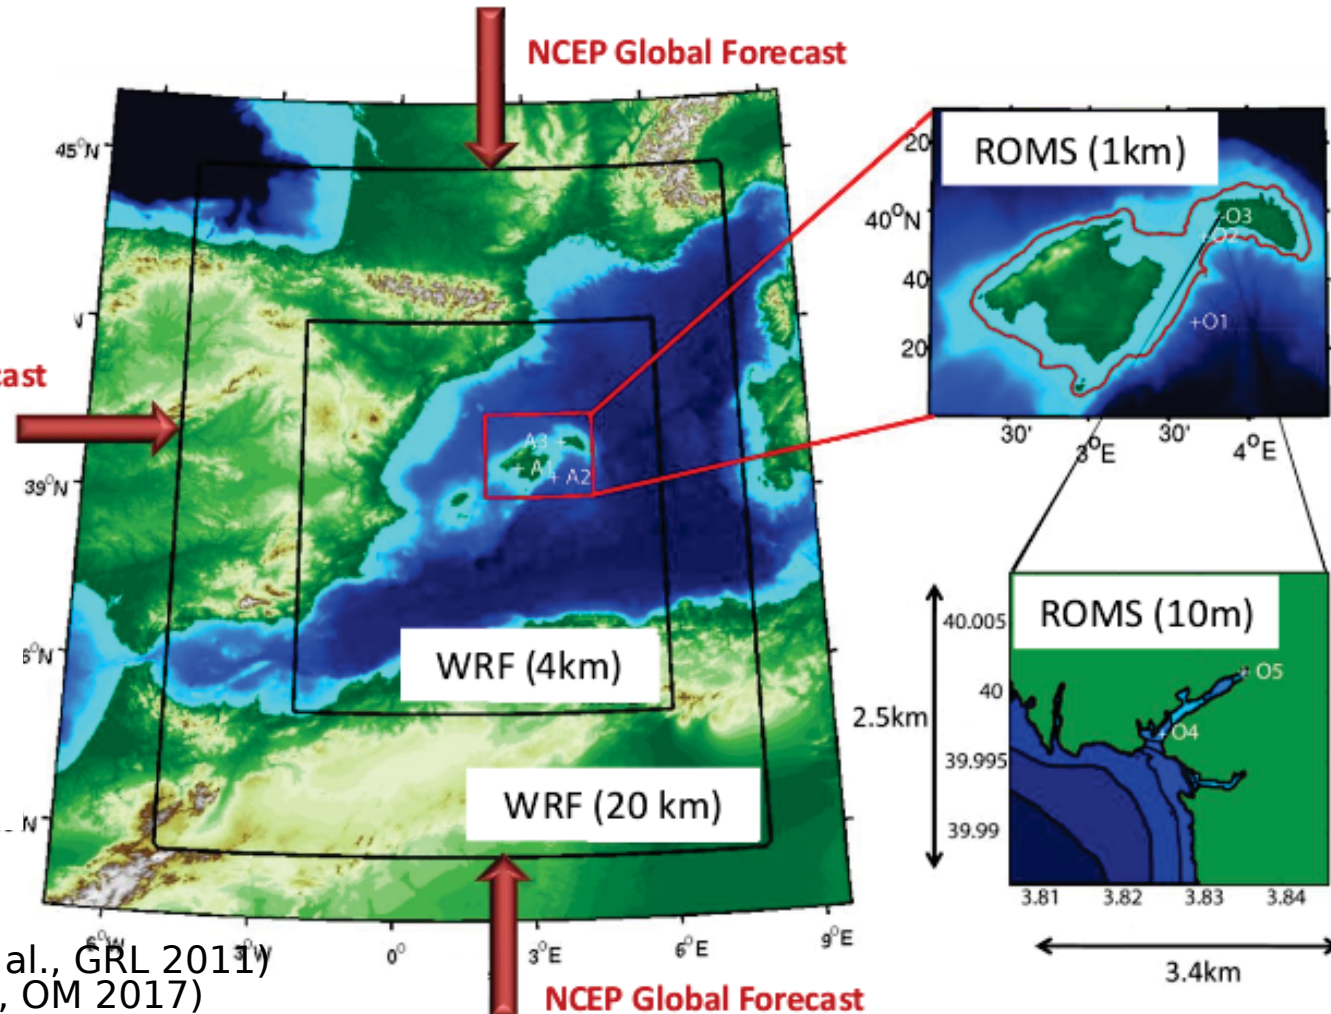 NCEP Global Forecast
45°N
39°N
0°
3°E
6°E
9°E
A3 +
+ A1
+ A2
WRF (4km)
WRF (20 km)
NCEP Global Forecast
al., GRL 2011)
, OM 2017)
ROMS (1km)
20
40°N
40
20
+O3
+O2
+O1
30'
3°E
30'
4°E
ROMS (10m)
40.005
40
39.995
39.99
+ O5
+O4
3.81
3.82
3.83
3.84
2.5km
3.4km